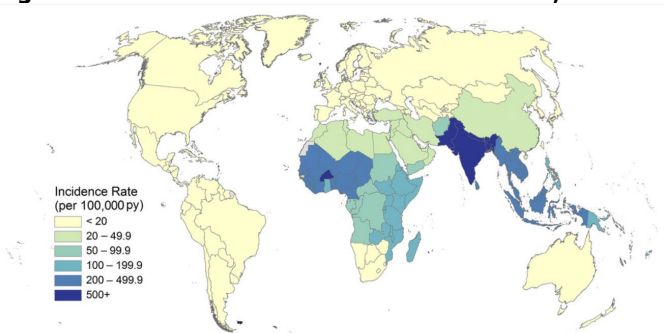 Incidence Rate
(per 100,000 py)
< 20
20 – 49.9
50 – 99.9
100 – 199.9
200 – 499.9
500+